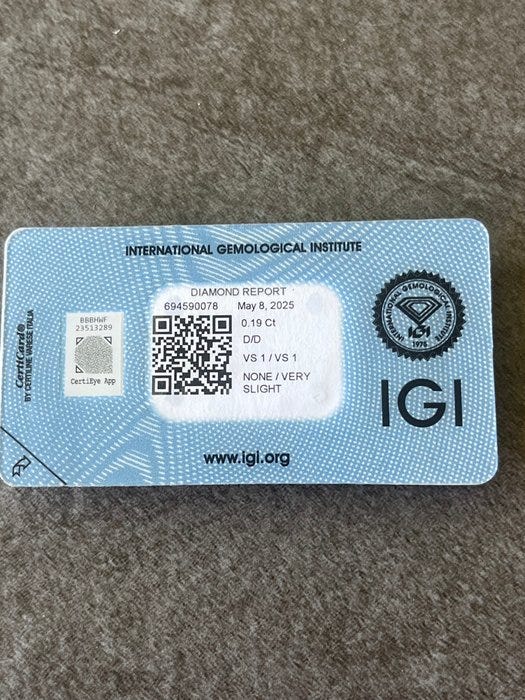 INTERNATIONAL GEMOLOGICAL INSTITUTE
DIAMOND REPORT
694590078 May 8, 2025
0.19 Ct
D/D
VS 1 / VS 1
NONE / VERY
SLIGHT
BBBHWF
23513289
CertiEye App
CertiCard®
BY CERTILINE VARESE ITALIA
INTERNATIONAL GEMOLOGICAL INSTITUTE
IGI
1975
IGI
www.igi.org